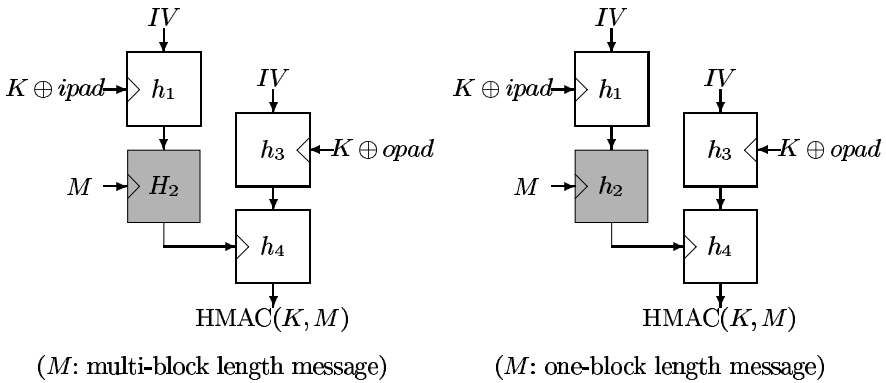 IV IV
h₁ h₁
K ⊕ ipad K ⊕ ipad
IV IV
h₃ h₃
K ⊕ opad K ⊕ opad
M H₂ M h₂
h₄ h₄
HMAC(K, M) HMAC(K, M)
(M: multi-block length message) (M: one-block length message)